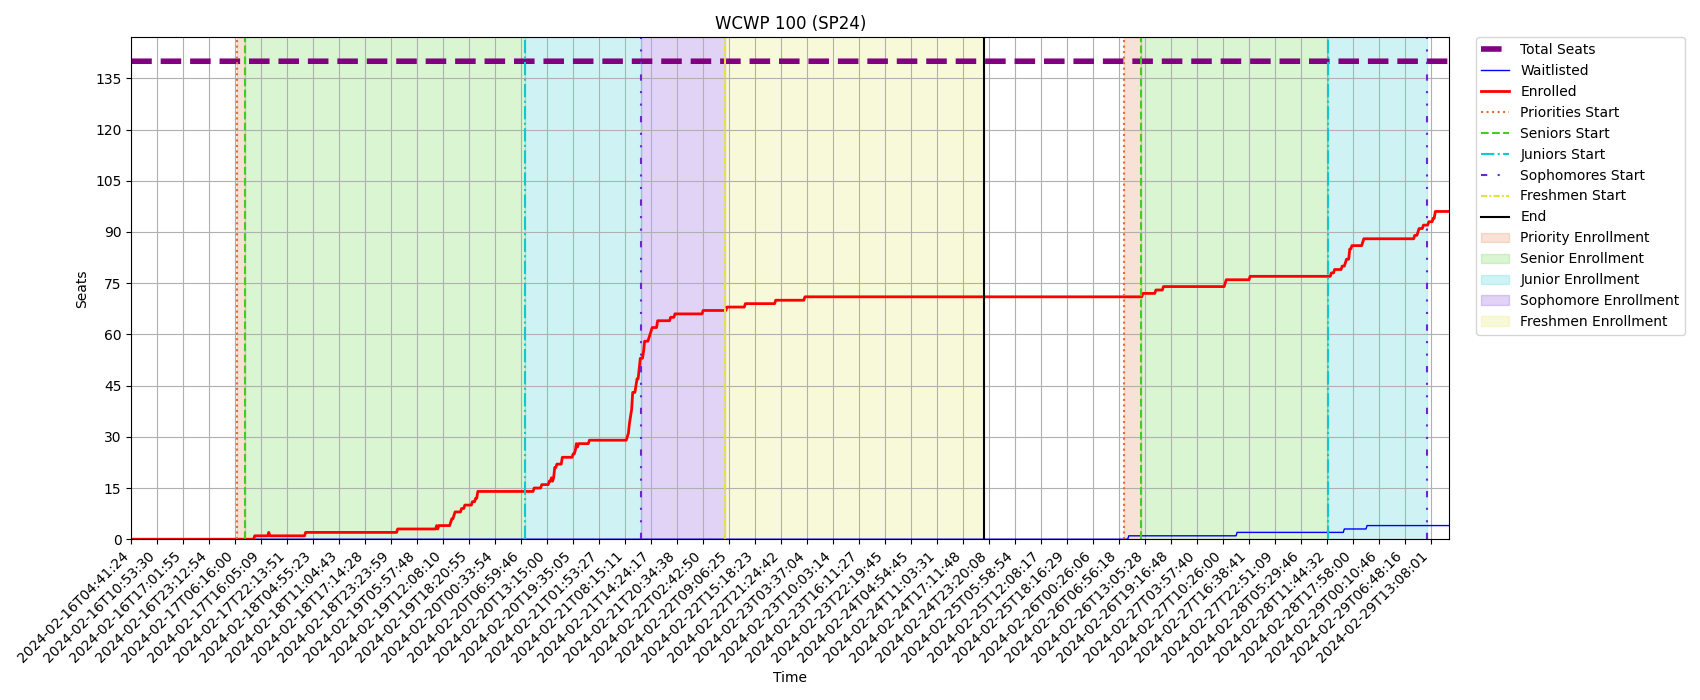 WCWP 100 (SP24)
Seats
135
120
105
90
75
60
45
30
15
0
2024-02-16T04:41:24
2024-02-16T10:53:30
2024-02-16T17:01:55
2024-02-16T23:12:54
2024-02-17T06:16:00
2024-02-17T16:05:09
2024-02-17T22:13:51
2024-02-18T04:55:23
2024-02-18T11:04:43
2024-02-18T17:14:28
2024-02-18T23:23:59
2024-02-19T05:57:48
2024-02-19T12:08:10
2024-02-19T18:20:55
2024-02-20T00:33:54
2024-02-20T06:59:46
2024-02-20T13:15:00
2024-02-20T19:35:05
2024-02-21T01:53:27
2024-02-21T08:15:11
2024-02-21T14:24:17
2024-02-21T20:34:38
2024-02-22T02:42:50
2024-02-22T09:06:25
2024-02-22T15:18:23
2024-02-22T21:24:42
2024-02-23T03:37:04
2024-02-23T10:03:14
2024-02-23T16:11:27
2024-02-23T22:19:45
2024-02-24T04:54:45
2024-02-24T11:03:31
2024-02-24T17:11:48
2024-02-24T23:20:08
2024-02-25T05:58:54
2024-02-25T12:08:17
2024-02-25T18:16:29
2024-02-26T00:26:06
2024-02-26T06:56:18
2024-02-26T13:05:28
2024-02-26T19:16:48
2024-02-27T03:57:40
2024-02-27T10:26:00
2024-02-27T16:38:41
2024-02-27T22:51:09
2024-02-28T05:29:46
2024-02-28T11:44:32
2024-02-28T17:58:00
2024-02-29T00:10:46
2024-02-29T06:48:16
2024-02-29T13:08:01
Time
Total Seats
Waitlisted
Enrolled
Priorities Start
Seniors Start
Juniors Start
Sophomores Start
Freshmen Start
End
Priority Enrollment
Senior Enrollment
Junior Enrollment
Sophomore Enrollment
Freshmen Enrollment